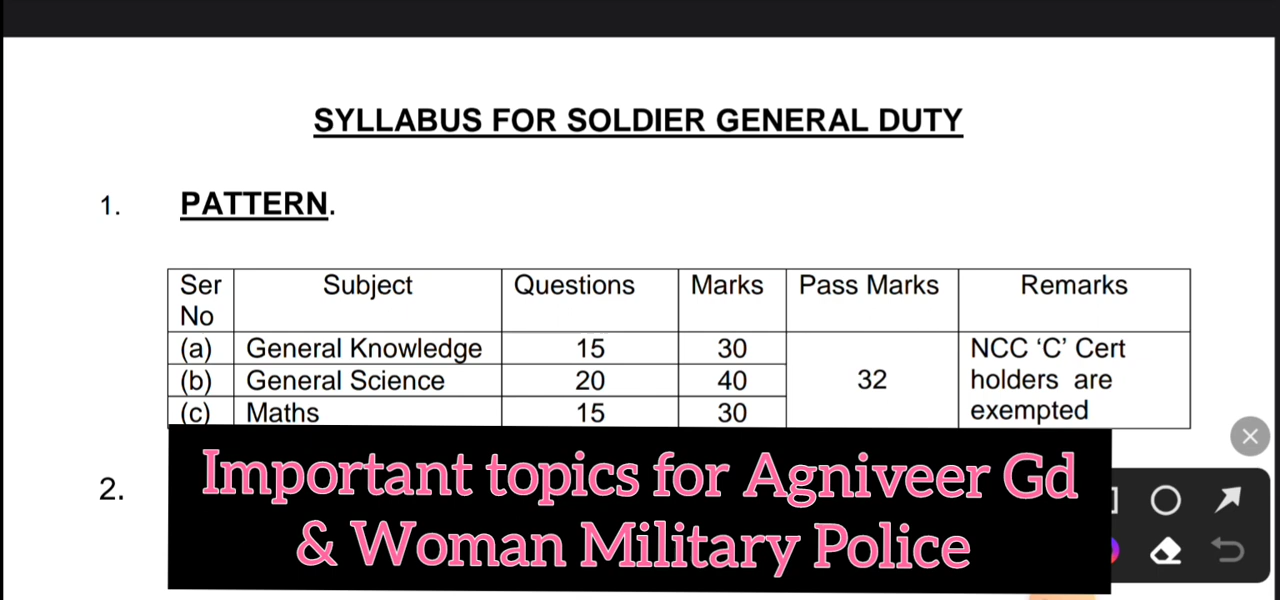 SYLLABUS FOR SOLDIER GENERAL DUTY
1. PATTERN.
Ser No Subject Questions Marks Pass Marks Remarks
(a) General Knowledge 15 30 32 NCC ‘C’ Cert holders are exempted
(b) General Science 20 40
(c) Maths 15 30
2.
Important topics for Agniveer Gd
& Woman Military Police